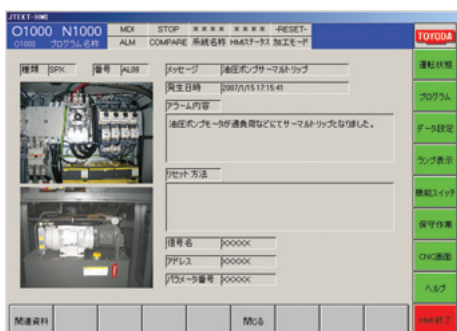 JTEKT-HMI
O1000 N1000 MDI STOP **** **** -RESET-
O1000 プログラム名称 ALM COMPARE 系統名称 HMIステータス 加工モード
TOYODA
種類 SPX 番号 AL08 メッセージ 油圧ポンプサーマルトリップ
発生日時 2007/1/15 17:15:41
アラーム内容
油圧ポンプモータが過負荷などにてサーマルトリップとなりました。
リセット方法
信号名 XXXXX
アドレス XXXXX
パラメータ番号 XXXXX
運転状態
プログラム
データ設定
ランプ表示
機能スイッチ
保守作業
CNC画面
ヘルプ
HMI終了
関連資料 閉じる